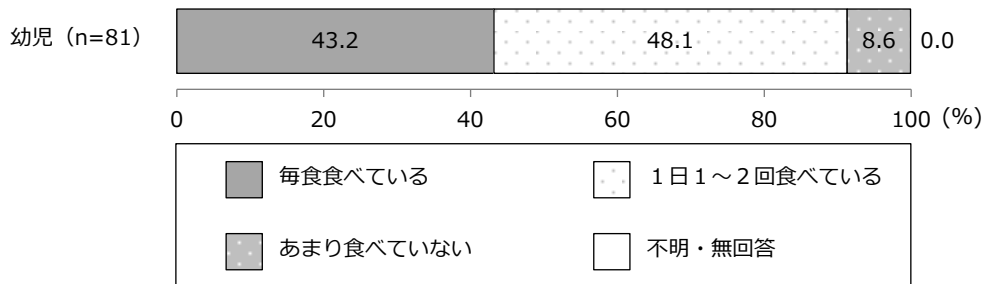 幼児（n=81） 43.2 48.1 8.6 0.0
0 20 40 60 80 100 (%)
毎食食べている １日１～２回食べている
あまり食べていない 不明・無回答